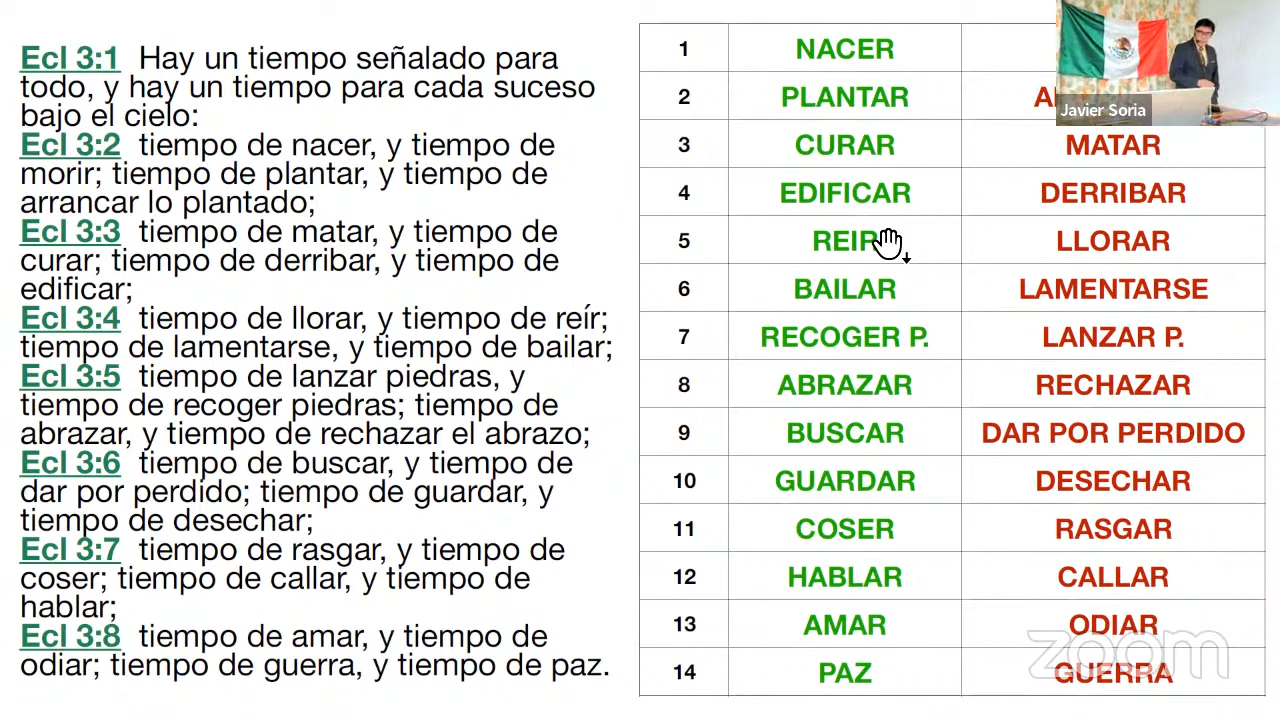 Ecl 3:1 Hay un tiempo señalado para
todo, y hay un tiempo para cada suceso
bajo el cielo:
Ecl 3:2 tiempo de nacer, y tiempo de
morir; tiempo de plantar, y tiempo de
arrancar lo plantado;
Ecl 3:3 tiempo de matar, y tiempo de
curar; tiempo de derribar, y tiempo de
edificar;
Ecl 3:4 tiempo de llorar, y tiempo de reír;
tiempo de lamentarse, y tiempo de bailar;
Ecl 3:5 tiempo de lanzar piedras, y
tiempo de recoger piedras; tiempo de
abrazar, y tiempo de rechazar el abrazo;
Ecl 3:6 tiempo de buscar, y tiempo de
dar por perdido; tiempo de guardar, y
tiempo de desechar;
Ecl 3:7 tiempo de rasgar, y tiempo de
coser; tiempo de callar, y tiempo de
hablar;
Ecl 3:8 tiempo de amar, y tiempo de
odiar; tiempo de guerra, y tiempo de paz.
1 NACER
2 PLANTAR
3 CURAR MATAR
4 EDIFICAR DERRIBAR
5 REIR LLORAR
6 BAILAR LAMENTARSE
7 RECOGER P. LANZAR P.
8 ABRAZAR RECHAZAR
9 BUSCAR DAR POR PERDIDO
10 GUARDAR DESECHAR
11 COSER RASGAR
12 HABLAR CALLAR
13 AMAR ODIAR
14 PAZ GUERRA
Javier Soria
zoom